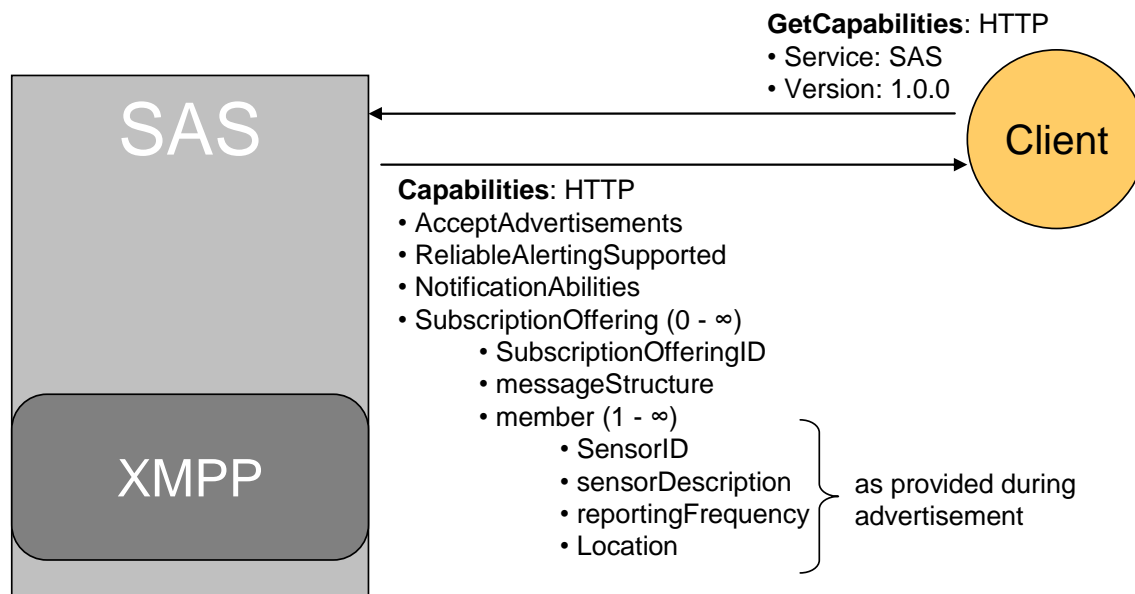 GetCapabilities: HTTP
• Service: SAS
• Version: 1.0.0
SAS
Client
Capabilities: HTTP
• AcceptAdvertisements
• ReliableAlertingSupported
• NotificationAbilities
• SubscriptionOffering (0 - ∞)
• SubscriptionOfferingID
• messageStructure
• member (1 - ∞)
• SensorID
• sensorDescription
• reportingFrequency
• Location
as provided during
advertisement
XMPP